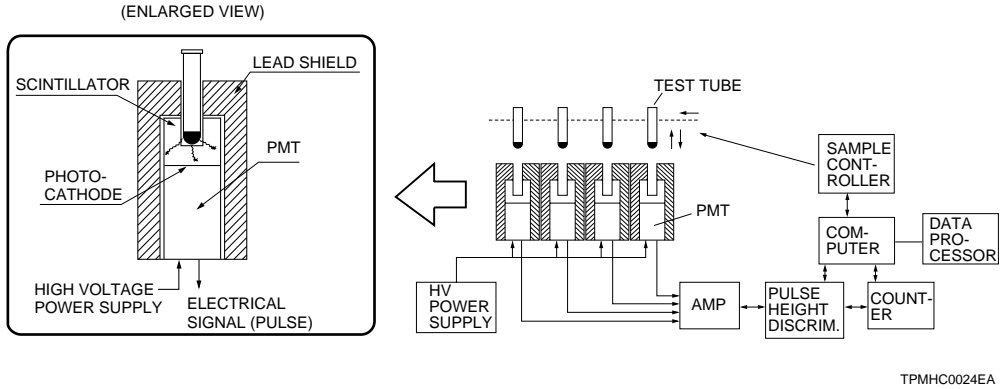 (ENLARGED VIEW)
LEAD SHIELD
SCINTILLATOR
PMT
PHOTO-
CATHODE
HIGH VOLTAGE
POWER SUPPLY
ELECTRICAL
SIGNAL (PULSE)
TEST TUBE
PMT
HV
POWER
SUPPLY
AMP
PULSE
HEIGHT
DISCRIM.
COUNT-
ER
SAMPLE
CONT-
ROLLER
COM-
PUTER
DATA
PRO-
CESSOR
TPMHC0024EA